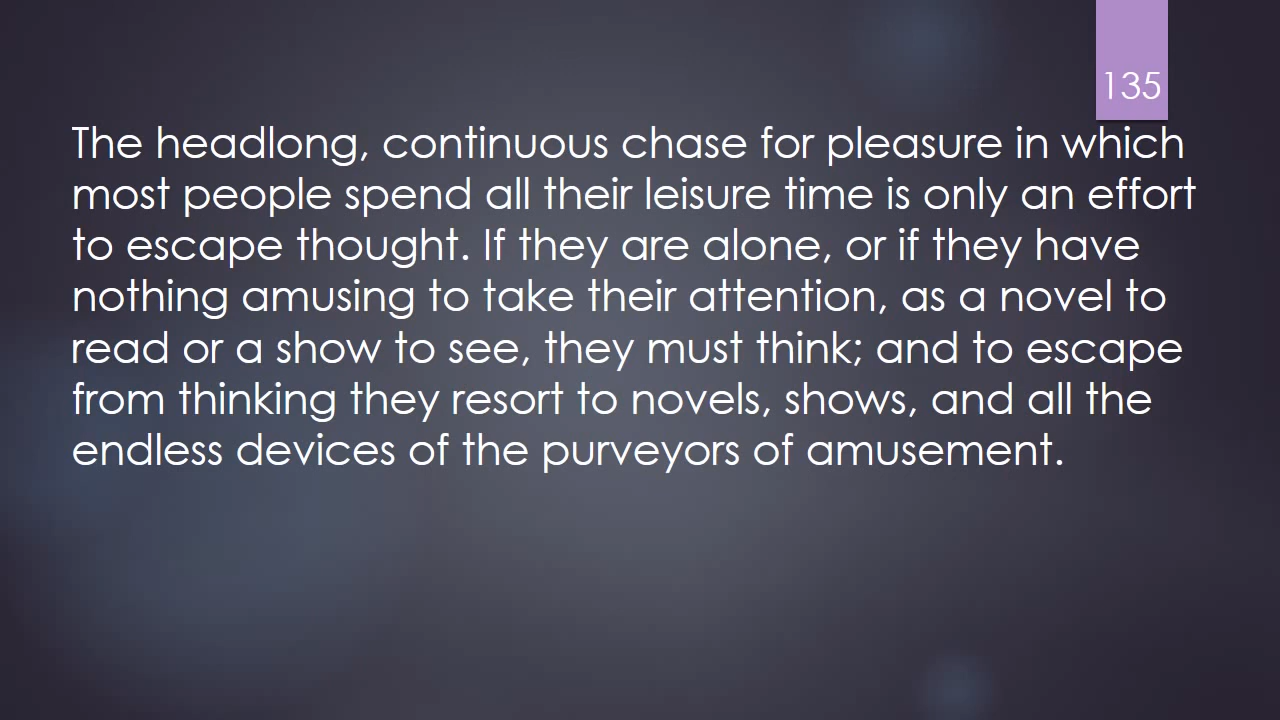 135
The headlong, continuous chase for pleasure in which
most people spend all their leisure time is only an effort
to escape thought. If they are alone, or if they have
nothing amusing to take their attention, as a novel to
read or a show to see, they must think; and to escape
from thinking they resort to novels, shows, and all the
endless devices of the purveyors of amusement.